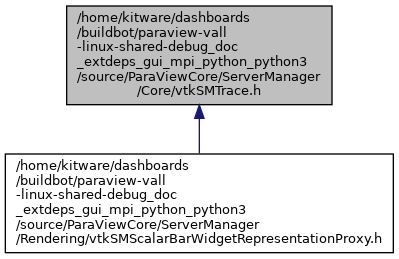 /home/kitware/dashboards
/buildbot/paraview-vall
-linux-shared-debug_doc
_extdeps_gui_mpi_python_python3
/source/ParaViewCore/ServerManager
/Core/vtkSMTrace.h
/home/kitware/dashboards
/buildbot/paraview-vall
-linux-shared-debug_doc
_extdeps_gui_mpi_python_python3
/source/ParaViewCore/ServerManager
/Rendering/vtkSMScalarBarWidgetRepresentationProxy.h